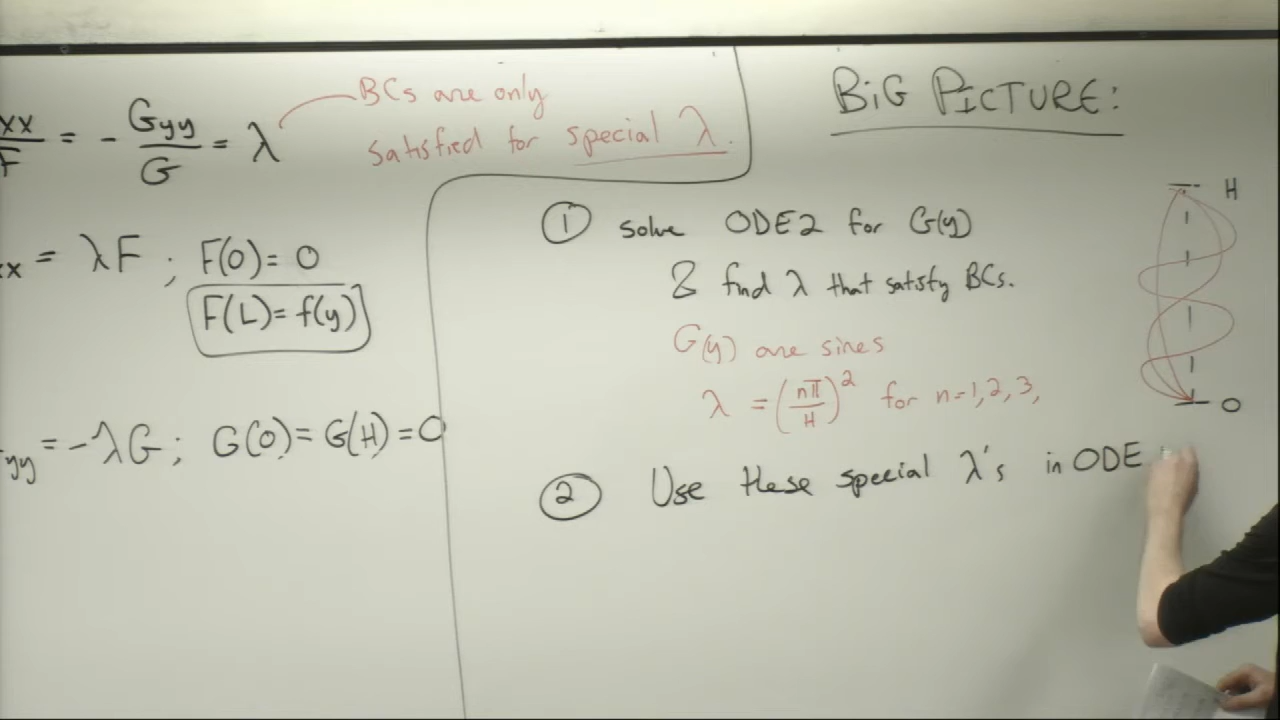 xx/F = - Gyy/G = λ
BCs are only
satisfied for special λ.
xx = λF ; F(0) = 0
F(L) = f(y)
yy = -λG ; G(0) = G(H) = 0
BiG PICTURE:
① Solve ODE2 for G(y)
& find λ that satisfy BCs.
G(y) are sines
λ = (nπ/H)² for n=1,2,3,
② Use these special λ's in ODE
H
0